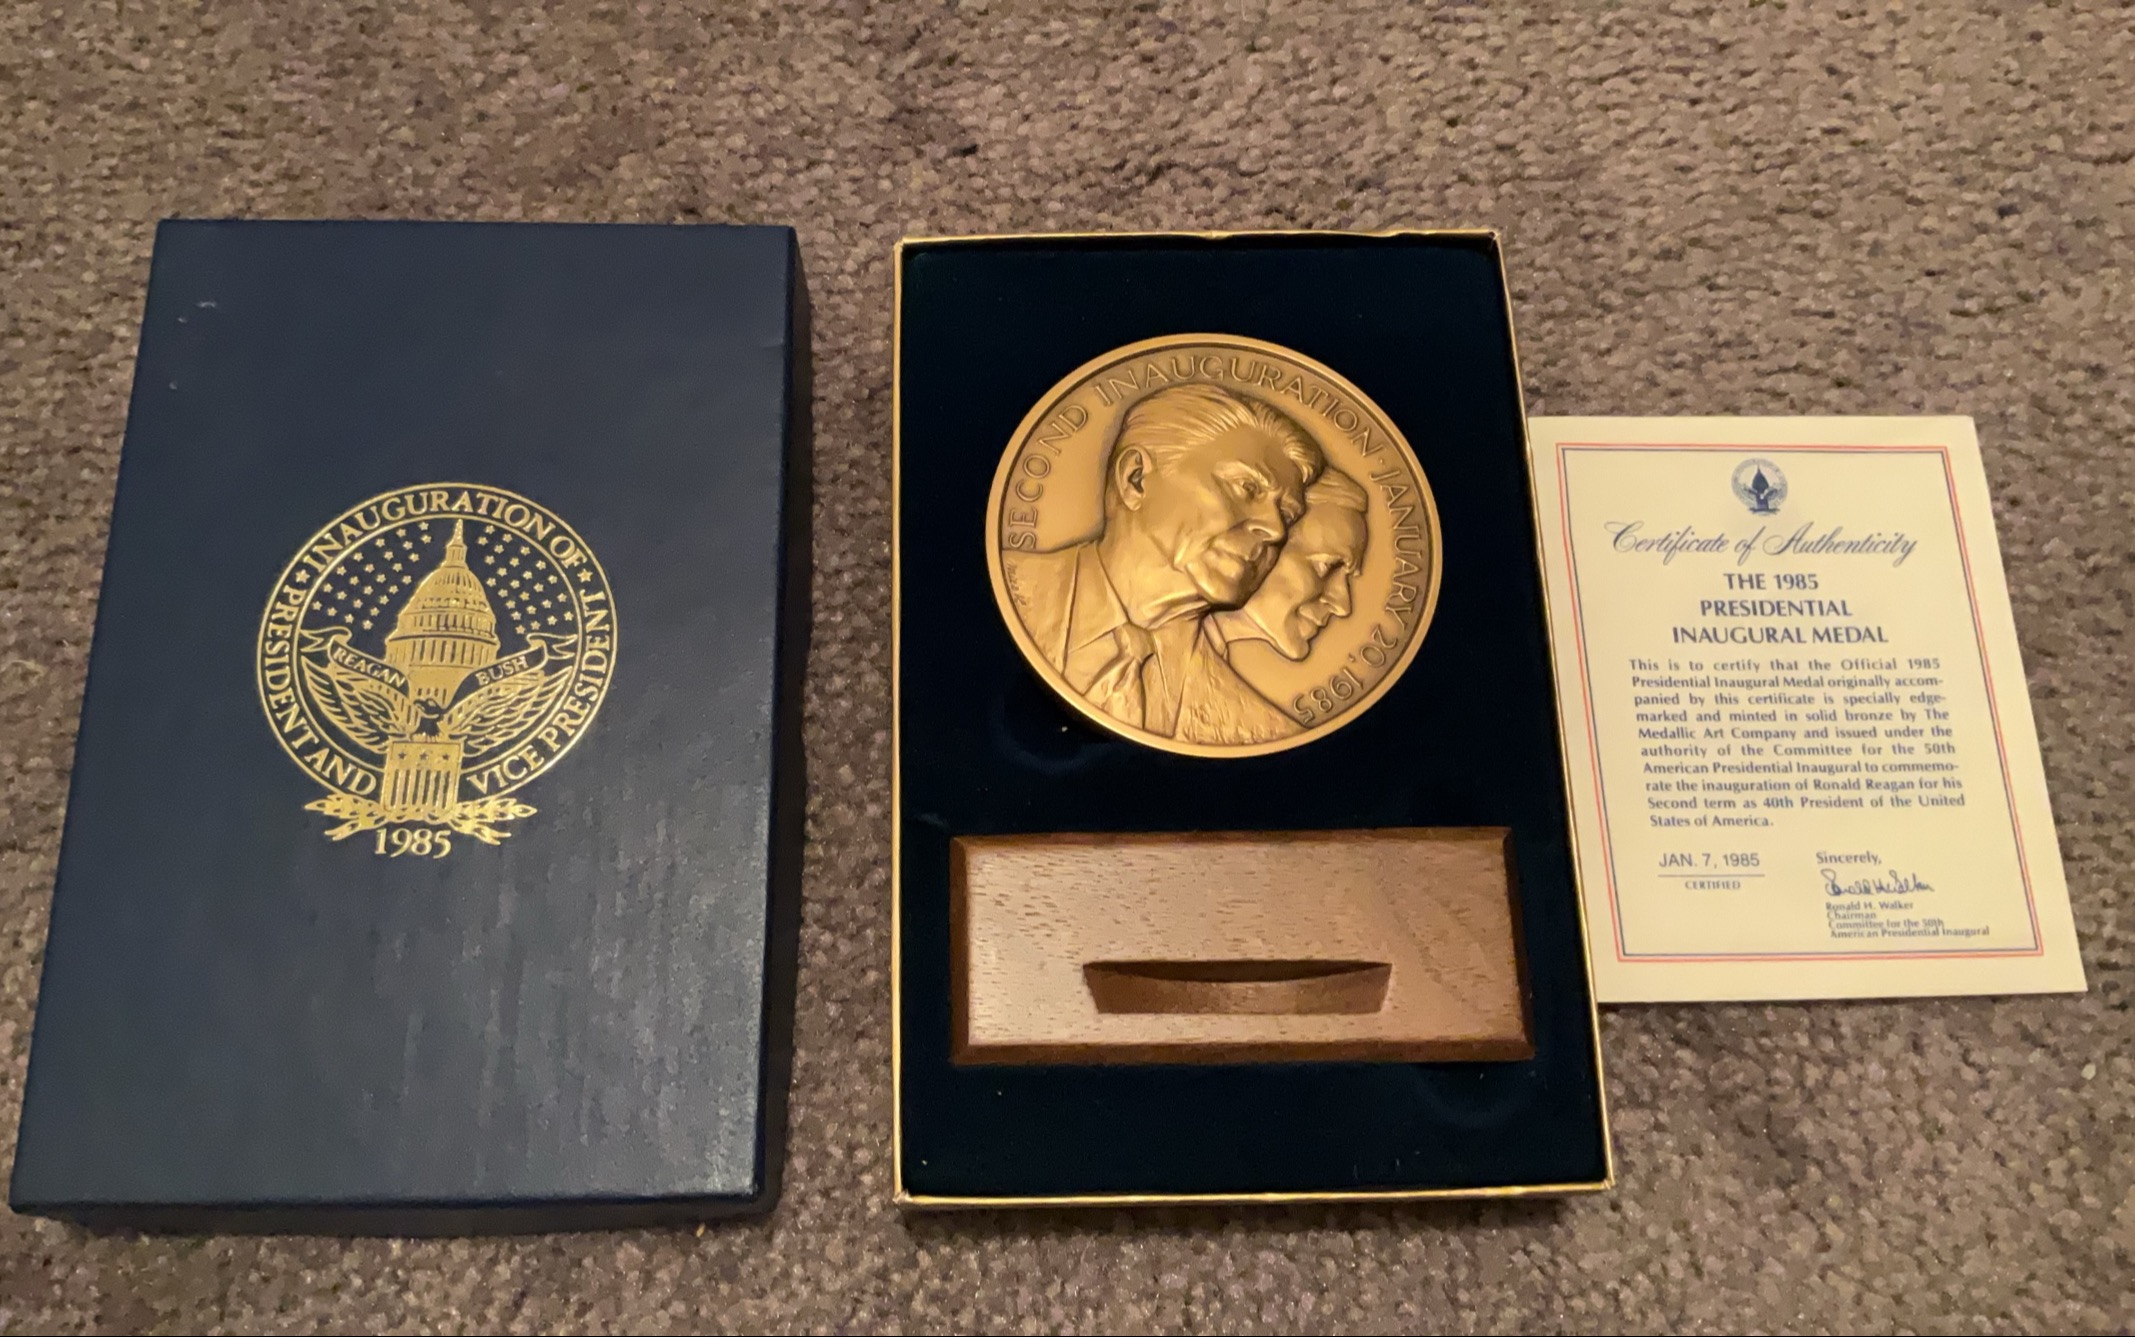 ★ INAUGURATION OF ★
PRESIDENT AND VICE PRESIDENT
REAGAN BUSH
1985
SECOND INAUGURATION · JANUARY 20, 1985
Certificate of Authenticity
THE 1985
PRESIDENTIAL
INAUGURAL MEDAL
This is to certify that the Official 1985
Presidential Inaugural Medal originally accom-
panied by this certificate is specially edge-
marked and minted in solid bronze by The
Medallic Art Company and issued under the
authority of the Committee for the 50th
American Presidential Inaugural to commemo-
rate the inauguration of Ronald Reagan for his
Second term as 40th President of the United
States of America.
JAN. 7, 1985
CERTIFIED
Sincerely,
Ronald H. Walker
Chairman
Committee for the 50th
American Presidential Inaugural